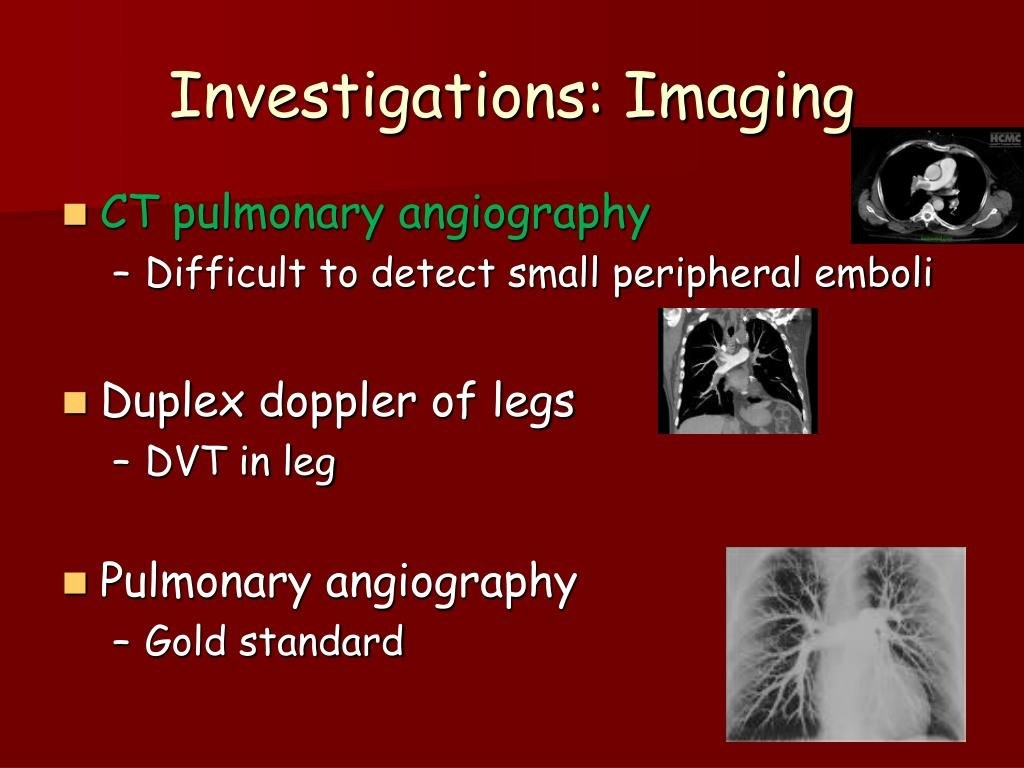 Investigations: Imaging
HCMC
CT pulmonary angiography
– Difficult to detect small peripheral emboli
Duplex doppler of legs
– DVT in leg
Pulmonary angiography
– Gold standard